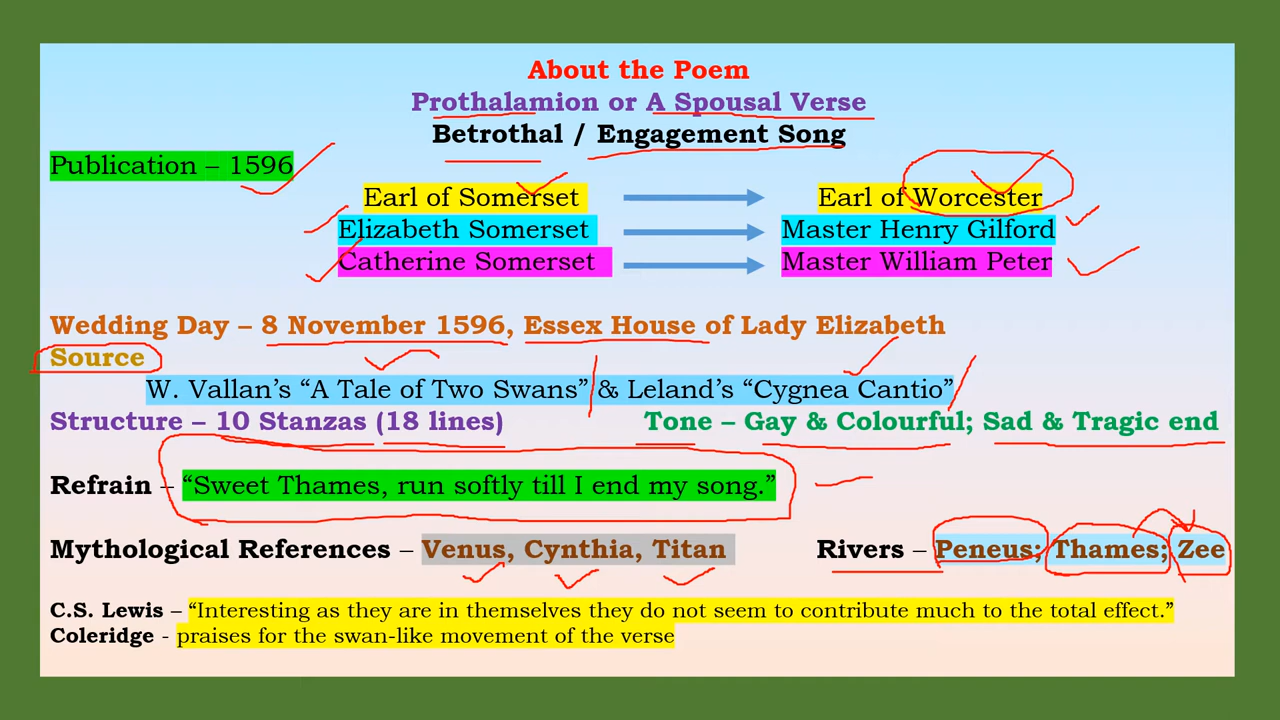 About the Poem
Prothalamion or A Spousal Verse
Betrothal / Engagement Song
Publication – 1596
Earl of Somerset Earl of Worcester
Elizabeth Somerset Master Henry Gilford
Catherine Somerset Master William Peter
Wedding Day – 8 November 1596, Essex House of Lady Elizabeth
Source
W. Vallan’s “A Tale of Two Swans” & Leland’s “Cygnea Cantio”
Structure – 10 Stanzas (18 lines) Tone – Gay & Colourful; Sad & Tragic end
Refrain – “Sweet Thames, run softly till I end my song.”
Mythological References – Venus, Cynthia, Titan Rivers – Peneus; Thames; Zee
C.S. Lewis – “Interesting as they are in themselves they do not seem to contribute much to the total effect.”
Coleridge - praises for the swan-like movement of the verse